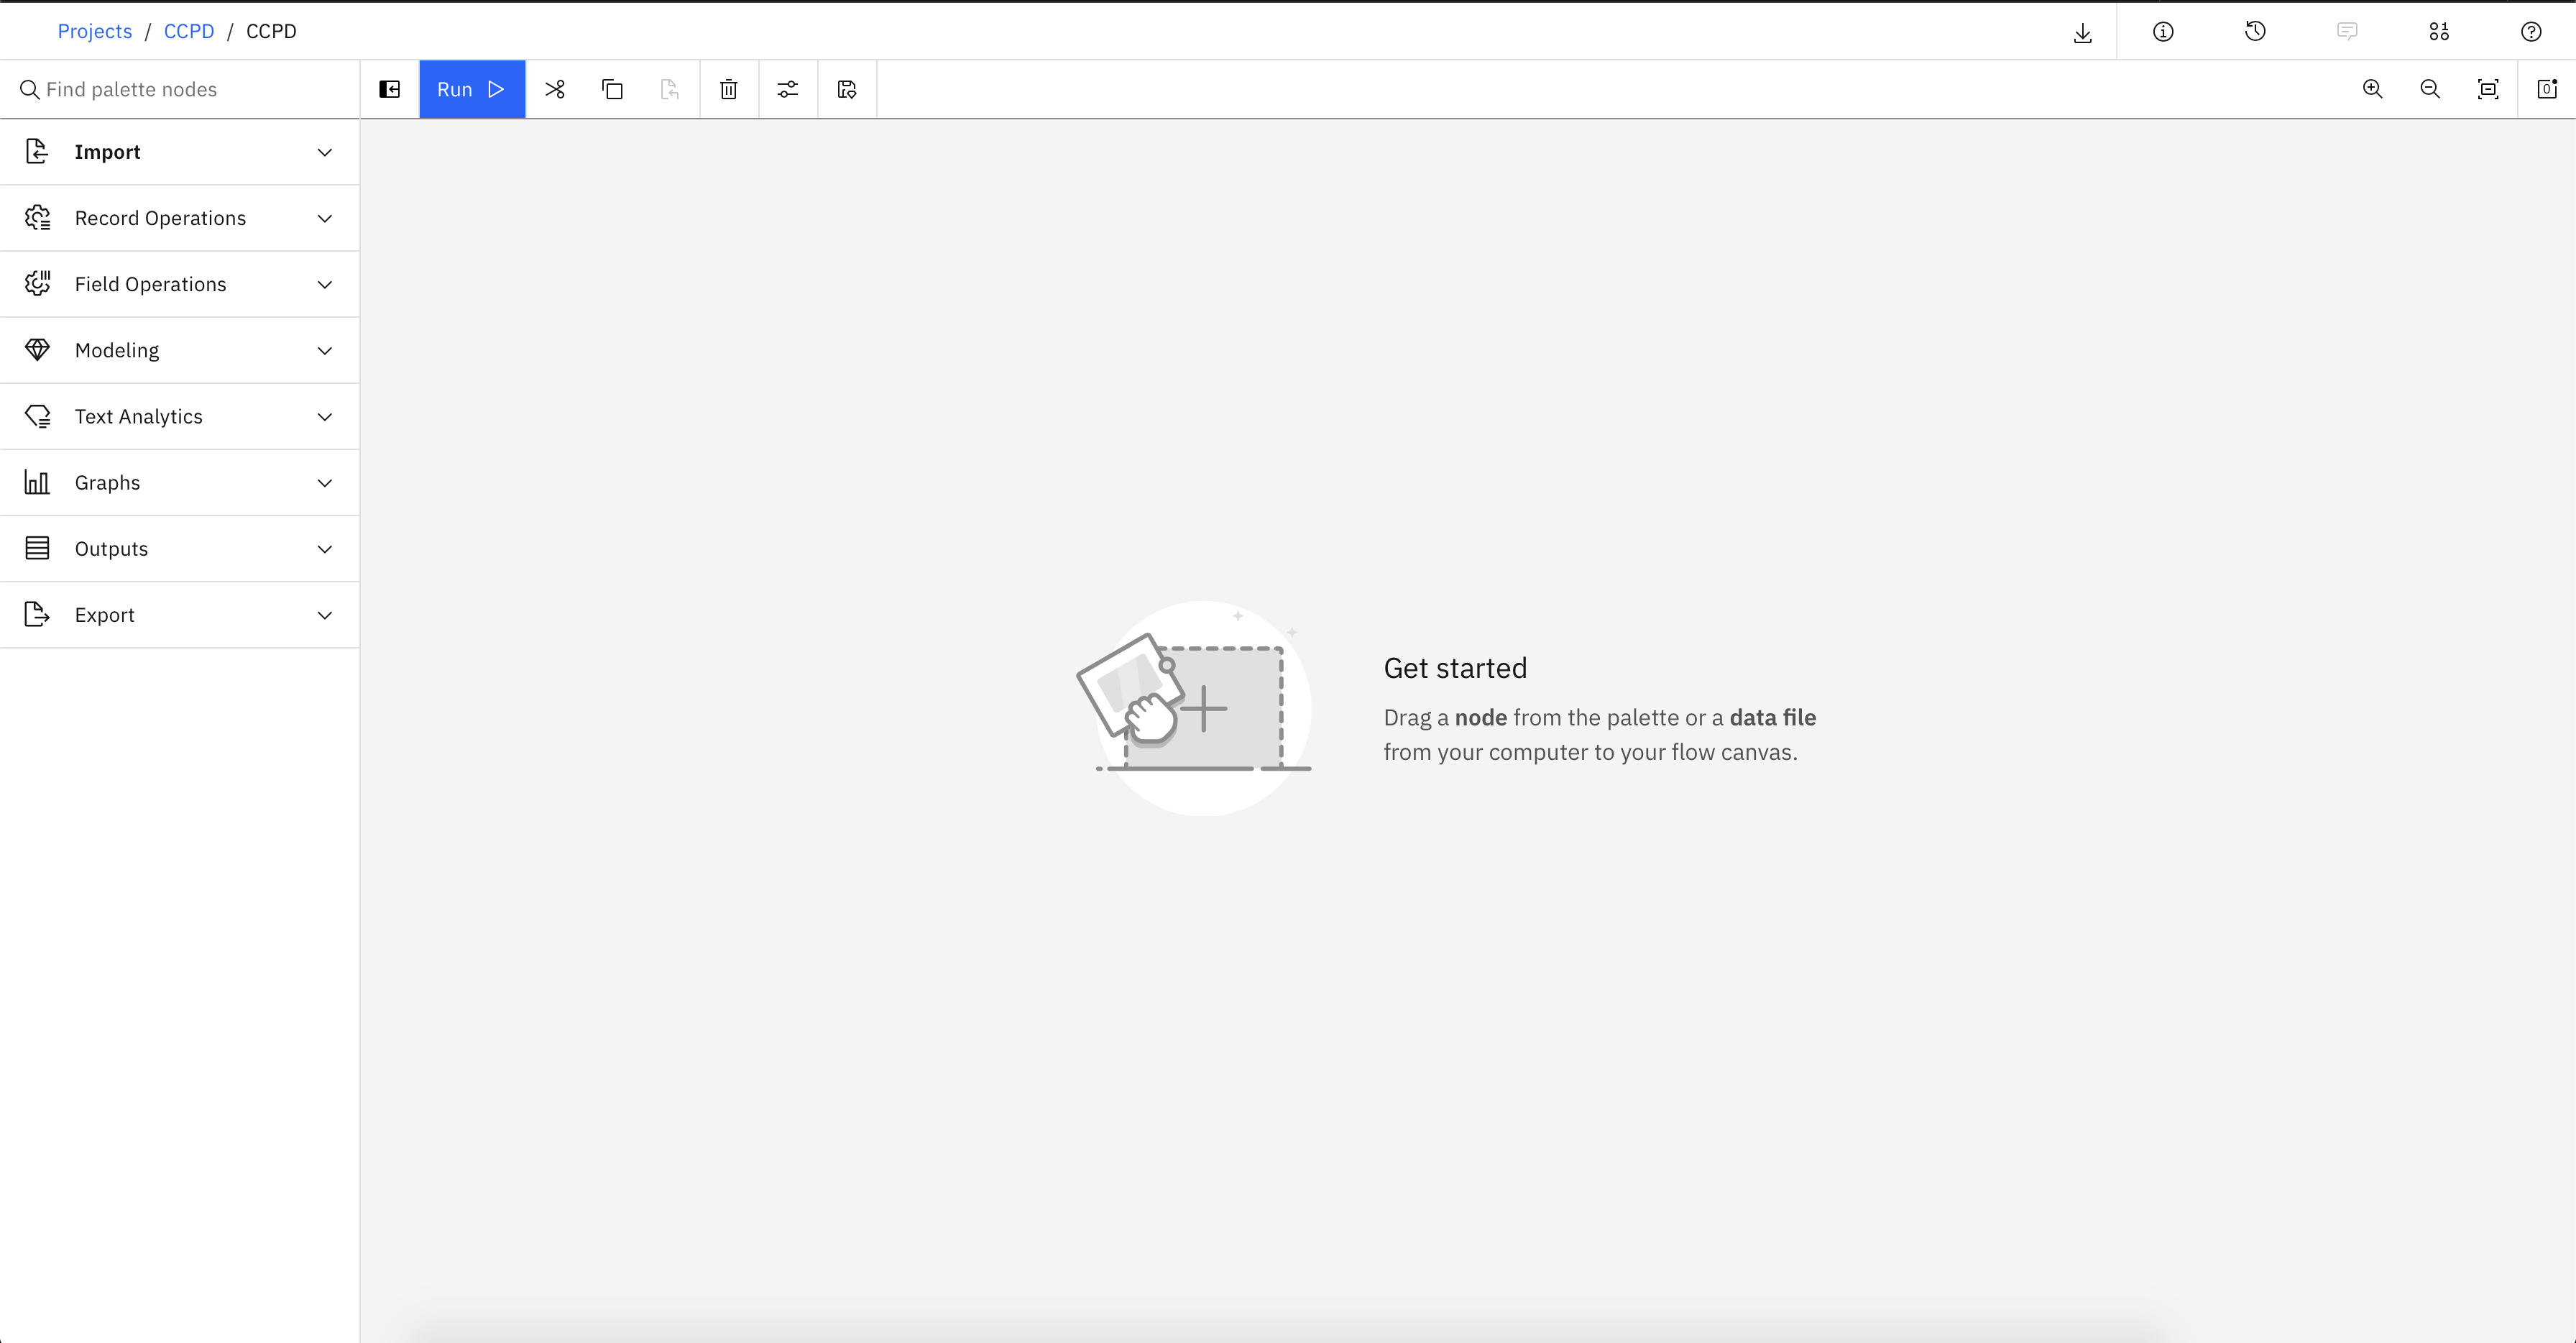 Projects / CCPD / CCPD
Find palette nodes
Run
Import
Record Operations
Field Operations
Modeling
Text Analytics
Graphs
Outputs
Export
Get started
Drag a node from the palette or a data file
from your computer to your flow canvas.